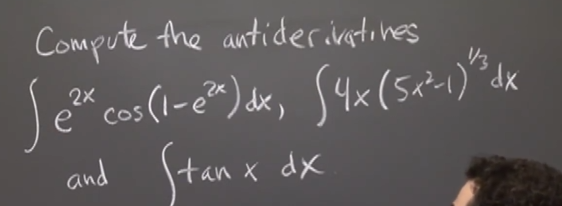 Compute the antiderivatives
∫e^{2x} cos(1-e^{2x})dx, ∫4x(5x²-1)^{1/3}dx
and ∫tan x dx